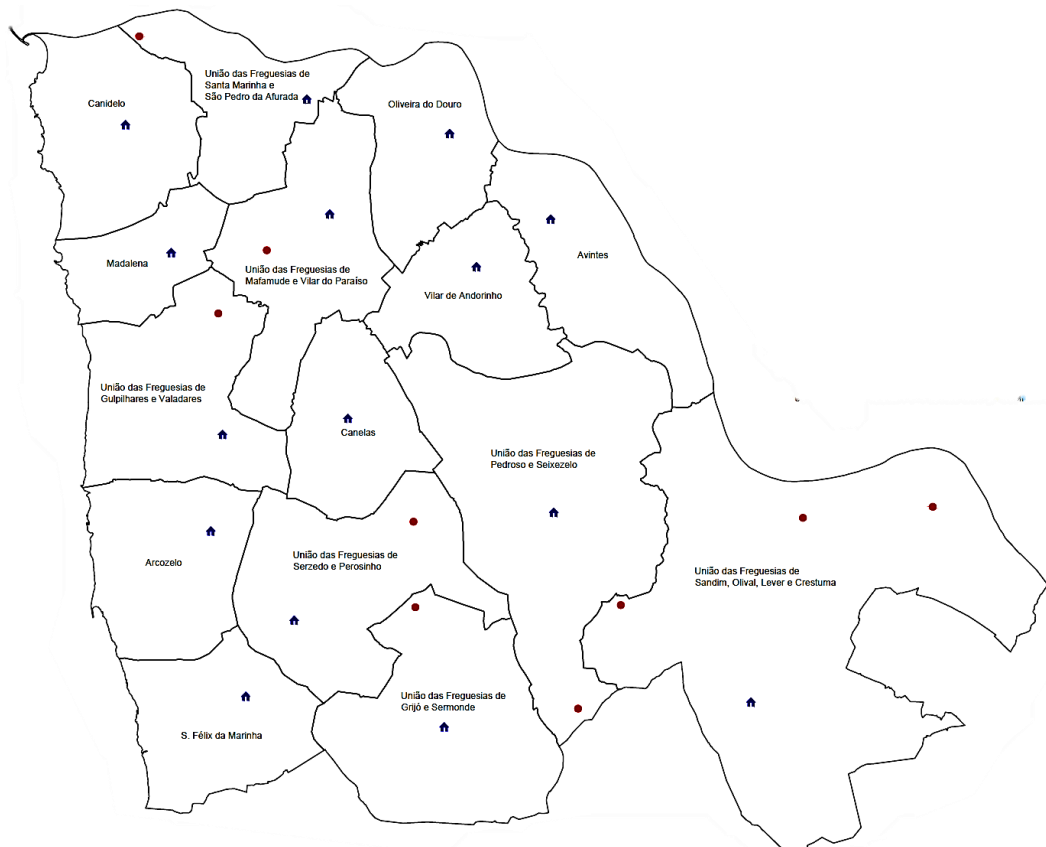 União das Freguesias de
Santa Marinha e
São Pedro da Afurada
Canidelo
Oliveira do Douro
Madalena
União das Freguesias de
Mafamude e Vilar do Paraíso
Avintes
Vilar de Andorinho
União das Freguesias de
Gulpilhares e Valadares
Canelas
União das Freguesias de
Pedroso e Seixezelo
Arcozelo
União das Freguesias de
Serzedo e Perosinho
União das Freguesias de
Sandim, Olival, Lever e Crestuma
União das Freguesias de
Grijó e Sermonde
S. Félix da Marinha